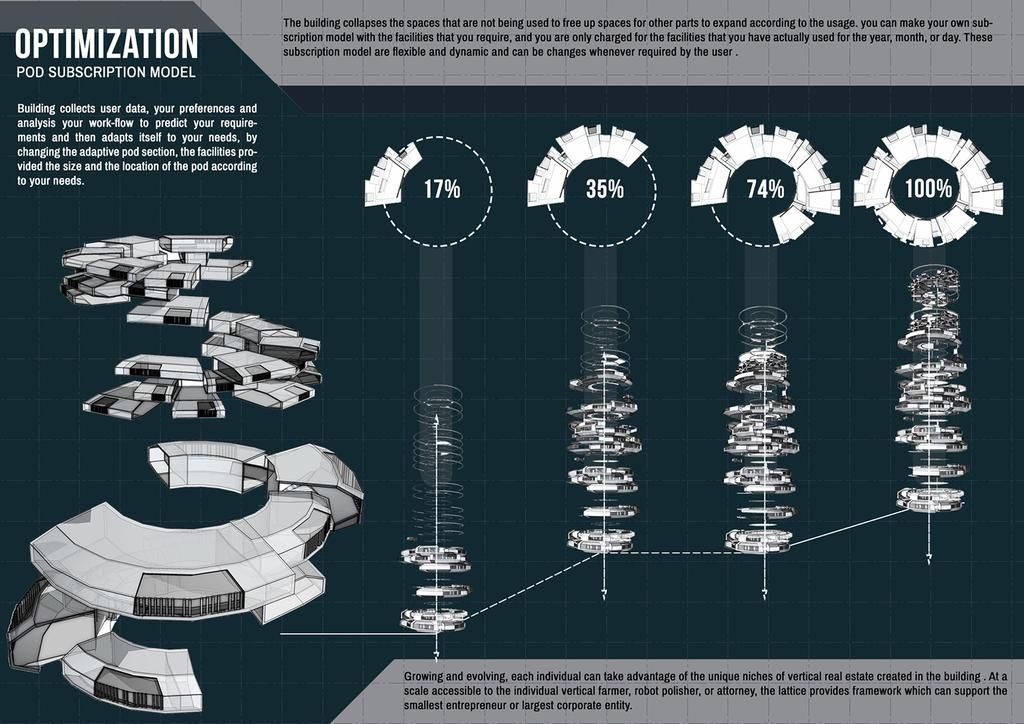 OPTIMIZATION
POD SUBSCRIPTION MODEL
The building collapses the spaces that are not being used to free up spaces for other parts to expand according to the usage. you can make your own sub-
scription model with the facilities that you require, and you are only charged for the facilities that you have actually used for the year, month, or day. These
subscription model are flexible and dynamic and can be changes whenever required by the user .
Building collects user data, your preferences and
analysis your work-flow to predict your require-
ments and then adapts itself to your needs, by
changing the adaptive pod section, the facilities pro-
vided the size and the location of the pod according
to your needs.
17%
35%
74%
100%
Growing and evolving, each individual can take advantage of the unique niches of vertical real estate created in the building . At a
scale accessible to the individual vertical farmer, robot polisher, or attorney, the lattice provides framework which can support the
smallest entrepreneur or largest corporate entity.